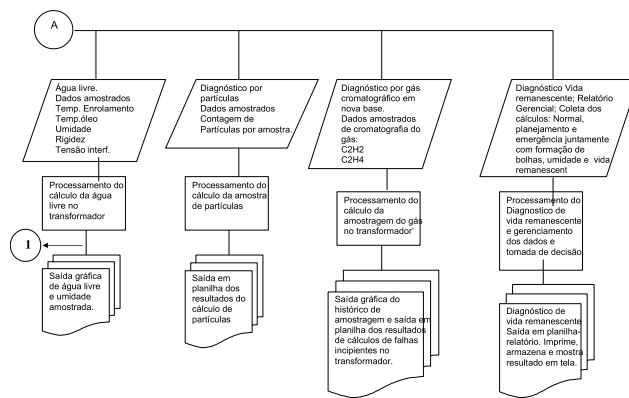 A
Água livre.
Dados amostrados
Temp. Enrolamento
Temp.óleo
Umidade
Rigidez
Tensão interf.
Diagnóstico por
partículas
Dados amostrados
Contagem de
Partículas por amostra.
Diagnóstico por gás
cromatográfico em
nova base.
Dados amostrados
de cromatografia do
gás:
C2H2
C2H4
Diagnóstico Vida
remanescente; Relatório
Gerencial; Coleta dos
cálculos: Normal,
planejamento e
emergência juntamente
com formação de
bolhas, umidade e vida
remanescent
Processamento do
cálculo da água
livre no
transformador
Processamento do
cálculo da amostra
de partículas
Processamento do
cálculo da
amostragem do gás
no transformador'
Processamento do
Diagnostico de
vida remanescente
e gerenciamento
dos dados e
tomada de decisão.
1
Saída gráfica
de água livre
e umidade
amostrada.
Saída em
planilha dos
resultados do
cálculo de
partículas
Saída gráfica do
histórico de
amostragem e saída em
planilha dos resultados
de cálculos de falhas
incipientes no
transformador.
Diagnóstico de
vida remanescente
Saída em planilha-
relatório. Imprime,
armazena e mostra
resultado em tela.